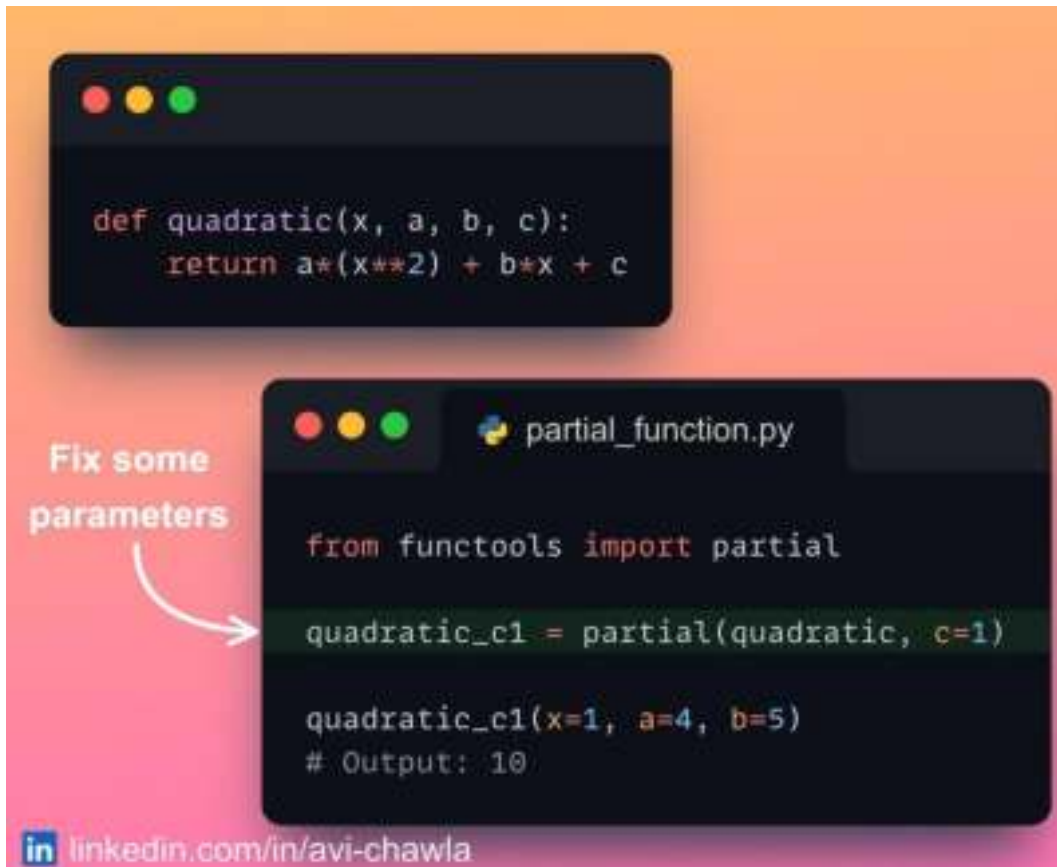 def quadratic(x, a, b, c):
    return a*(x**2) + b*x + c
partial_function.py
Fix some
parameters
from functools import partial
quadratic_c1 = partial(quadratic, c=1)
quadratic_c1(x=1, a=4, b=5)
# Output: 10
in linkedin.com/in/avi-chawla